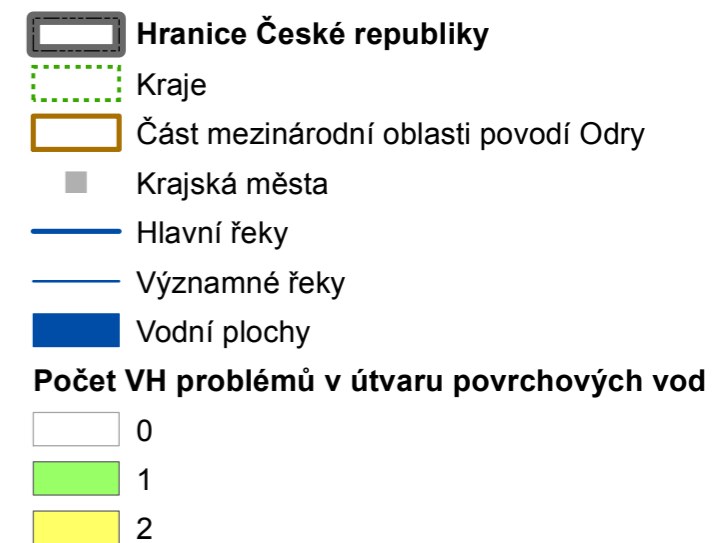 Hranice České republiky
Kraje
Část mezinárodní oblasti povodí Odry
Krajská města
Hlavní řeky
Významné řeky
Vodní plochy
Počet VH problémů v útvaru povrchových vod
0
1
2